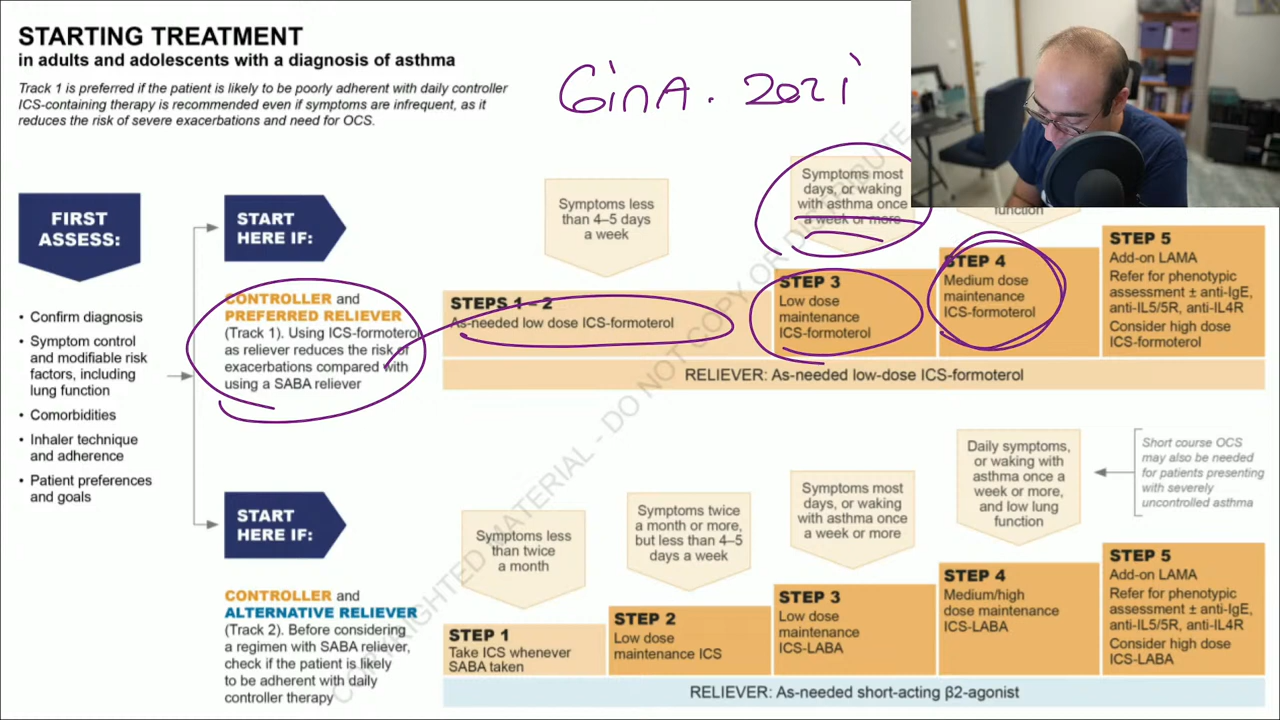 STARTING TREATMENT
in adults and adolescents with a diagnosis of asthma
Track 1 is preferred if the patient is likely to be poorly adherent with daily controller
ICS-containing therapy is recommended even if symptoms are infrequent, as it
reduces the risk of severe exacerbations and need for OCS.
GinA. 2021
FIRST
ASSESS:
• Confirm diagnosis
• Symptom control
and modifiable risk
factors, including
lung function
• Comorbidities
• Inhaler technique
and adherence
• Patient preferences
and goals
START
HERE IF:
CONTROLLER and
PREFERRED RELIEVER
(Track 1). Using ICS-formoterol
as reliever reduces the risk of
exacerbations compared with
using a SABA reliever
Symptoms less
than 4–5 days
a week
Symptoms most
days, or waking
with asthma once
a week or more
function
STEPS 1 – 2
As-needed low dose ICS-formoterol
STEP 3
Low dose
maintenance
ICS-formoterol
STEP 4
Medium dose
maintenance
ICS-formoterol
STEP 5
Add-on LAMA
Refer for phenotypic
assessment ± anti-IgE,
anti-IL5/5R, anti-IL4R
Consider high dose
ICS-formoterol
RELIEVER: As-needed low-dose ICS-formoterol
START
HERE IF:
CONTROLLER and
ALTERNATIVE RELIEVER
(Track 2). Before considering
a regimen with SABA reliever,
check if the patient is likely
to be adherent with daily
controller therapy
Symptoms less
than twice
a month
Symptoms twice
a month or more,
but less than 4–5
days a week
Symptoms most
days, or waking
with asthma once
a week or more
Daily symptoms,
or waking with
asthma once a
week or more,
and low lung
function
Short course OCS
may also be needed
for patients presenting
with severely
uncontrolled asthma
STEP 1
Take ICS whenever
SABA taken
STEP 2
Low dose
maintenance ICS
STEP 3
Low dose
maintenance
ICS-LABA
STEP 4
Medium/high
dose maintenance
ICS-LABA
STEP 5
Add-on LAMA
Refer for phenotypic
assessment ± anti-IgE,
anti-IL5/5R, anti-IL4R
Consider high dose
ICS-LABA
RELIEVER: As-needed short-acting β2-agonist
COPYRIGHTED MATERIAL - DO NOT COPY OR DISTRIBUTE